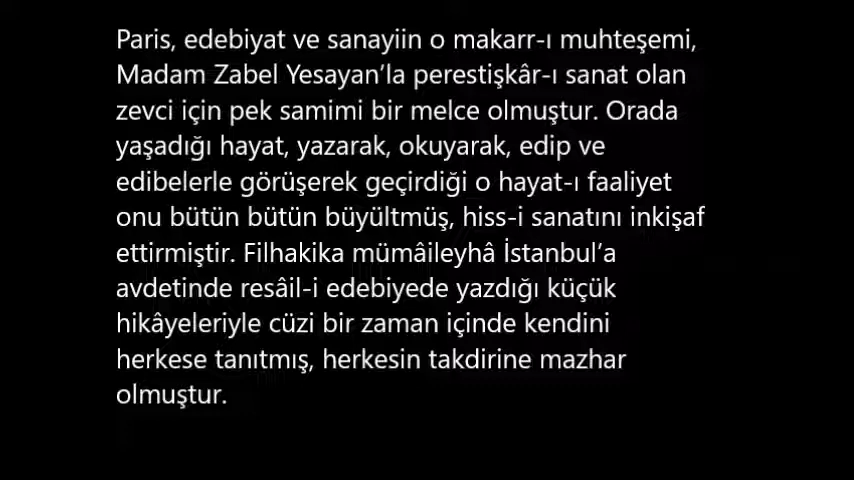 Paris, edebiyat ve sanayiin o makarr-ı muhteşemi,
Madam Zabel Yesayan’la perestişkâr-ı sanat olan
zevci için pek samimi bir melce olmuştur. Orada
yaşadığı hayat, yazarak, okuyarak, edip ve
edibelerle görüşerek geçirdiği o hayat-ı faaliyet
onu bütün bütün büyültmüş, hiss-i sanatını inkişaf
ettirmiştir. Filhakika mümâileyhâ İstanbul’a
avdetinde resâil-i edebiyede yazdığı küçük
hikâyeleriyle cüzi bir zaman içinde kendini
herkese tanıtmış, herkesin takdirine mazhar
olmuştur.